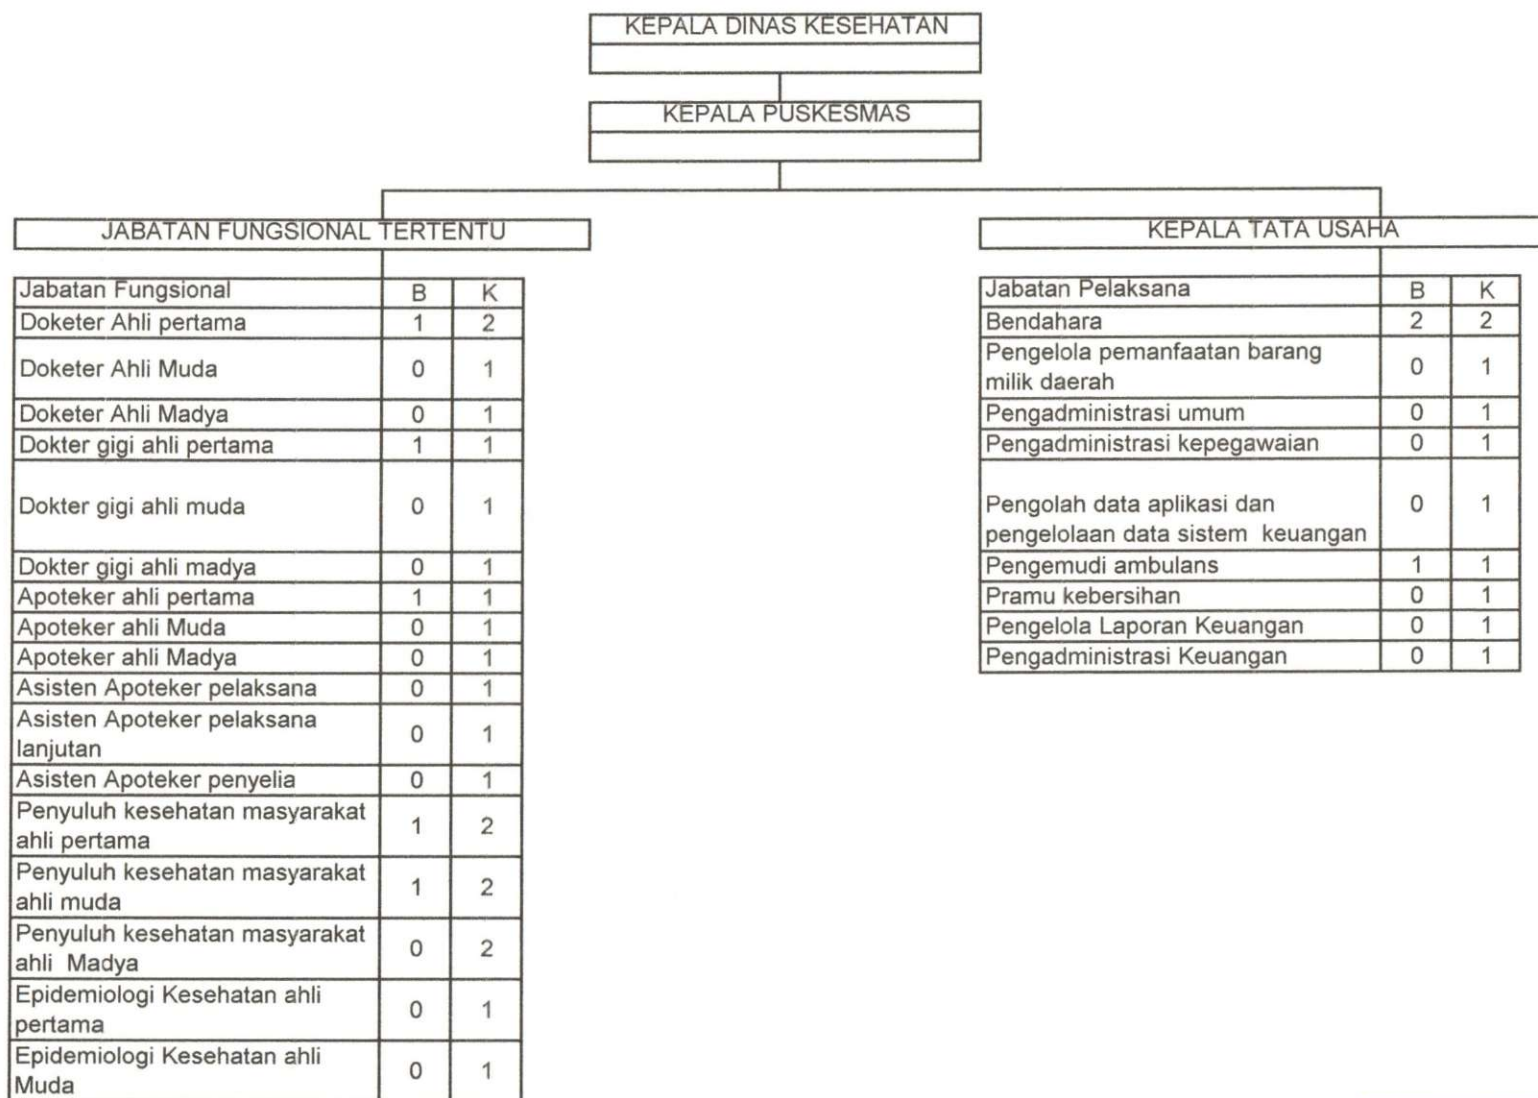 KEPALA DINAS KESEHATAN
KEPALA PUSKESMAS
JABATAN FUNGSIONAL TERTENTU
Jabatan Fungsional B K
Doketer Ahli pertama 1 2
Doketer Ahli Muda 0 1
Doketer Ahli Madya 0 1
Dokter gigi ahli pertama 1 1
Dokter gigi ahli muda 0 1
Dokter gigi ahli madya 0 1
Apoteker ahli pertama 1 1
Apoteker ahli Muda 0 1
Apoteker ahli Madya 0 1
Asisten Apoteker pelaksana 0 1
Asisten Apoteker pelaksana
lanjutan 0 1
Asisten Apoteker penyelia 0 1
Penyuluh kesehatan masyarakat
ahli pertama 1 2
Penyuluh kesehatan masyarakat
ahli muda 1 2
Penyuluh kesehatan masyarakat
ahli Madya 0 2
Epidemiologi Kesehatan ahli
pertama 0 1
Epidemiologi Kesehatan ahli
Muda 0 1
KEPALA TATA USAHA
Jabatan Pelaksana B K
Bendahara 2 2
Pengelola pemanfaatan barang
milik daerah 0 1
Pengadministrasi umum 0 1
Pengadministrasi kepegawaian 0 1
Pengolah data aplikasi dan
pengelolaan data sistem keuangan 0 1
Pengemudi ambulans 1 1
Pramu kebersihan 0 1
Pengelola Laporan Keuangan 0 1
Pengadministrasi Keuangan 0 1